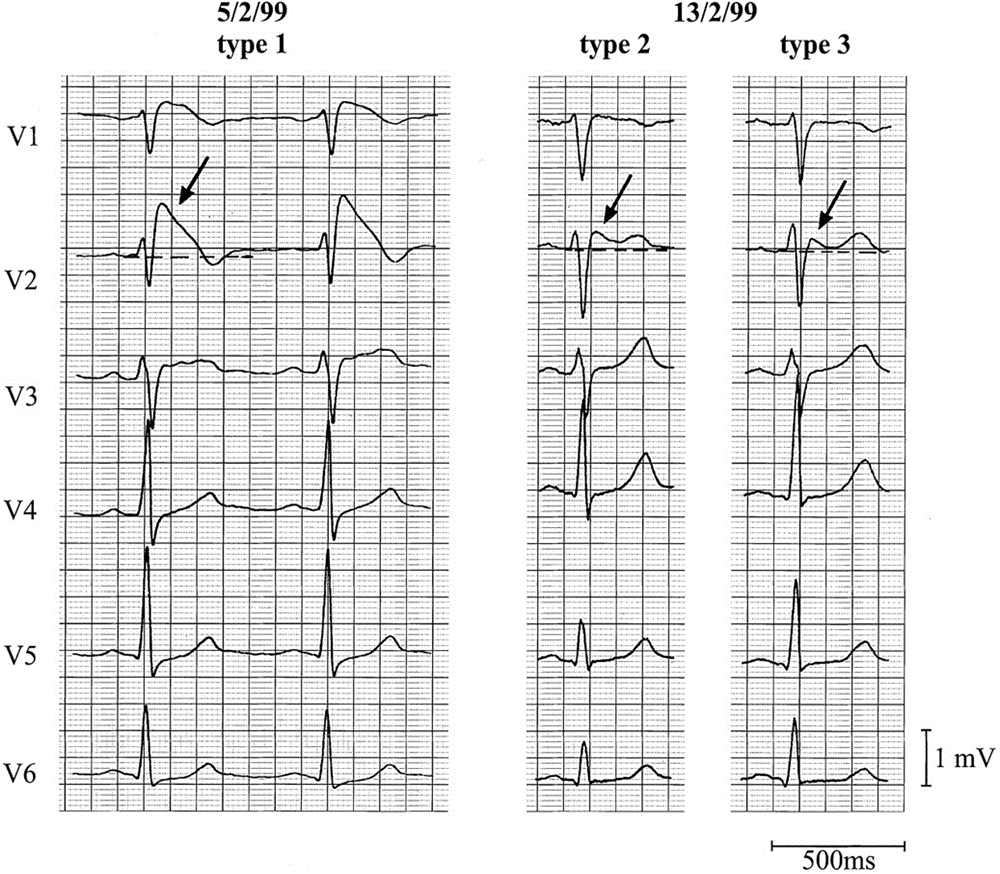 5/2/99
13/2/99
type 1
type 2
type 3
V1
V2
V3
V4
V5
V6
1 mV
500ms